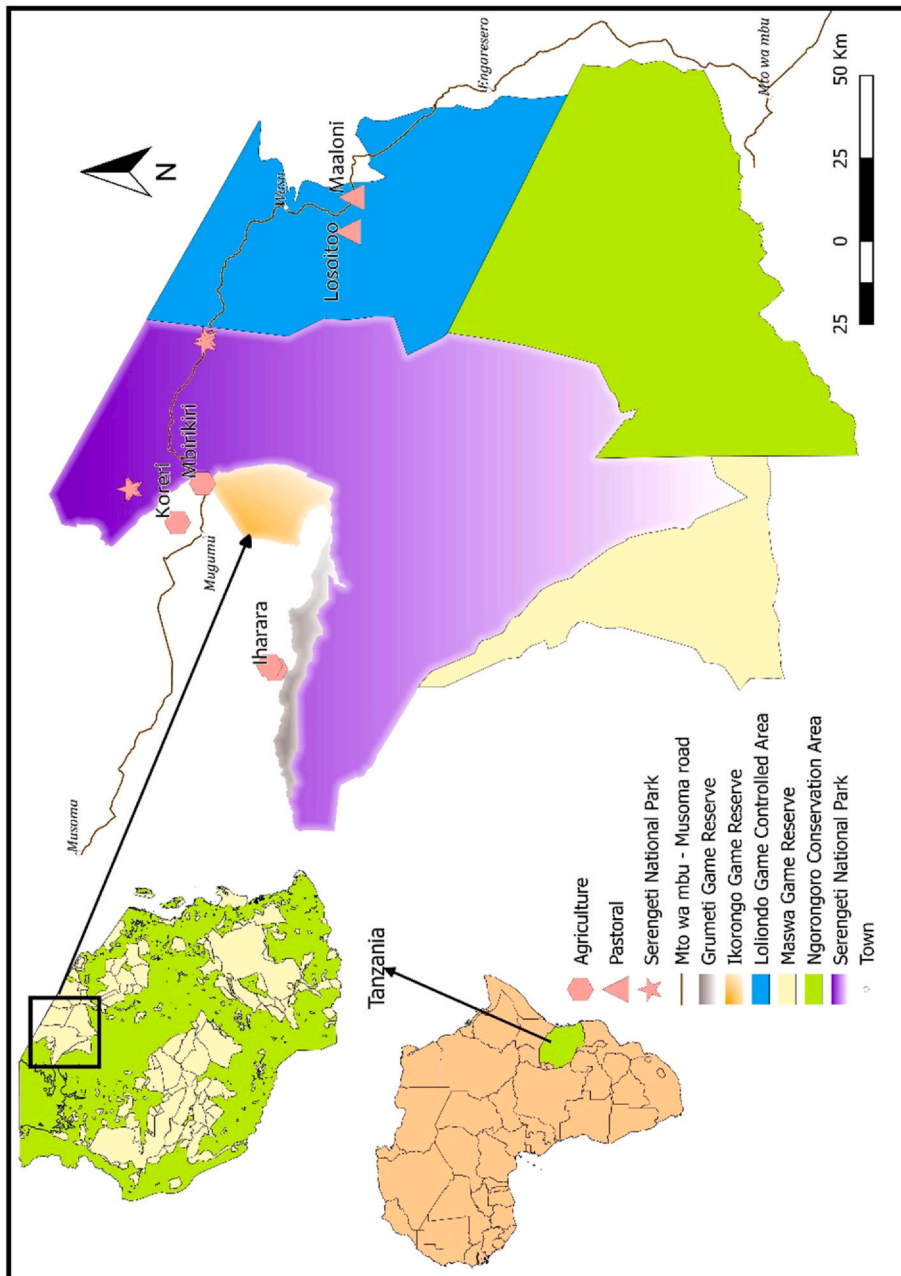 Musoma
Tanzania
Koreri
Mbirikiri
Mugumu
Iharara
N
Losoitoo
Maaloni
Engaresero
Mto wa mbu
Agriculture
Pastoral
Serengeti National Park
Mto wa mbu - Musoma road
Grumeti Game Reserve
Ikorongo Game Reserve
Loliondo Game Controlled Area
Maswa Game Reserve
Ngorongoro Conservation Area
Serengeti National Park
Town
25 0 25 50 Km